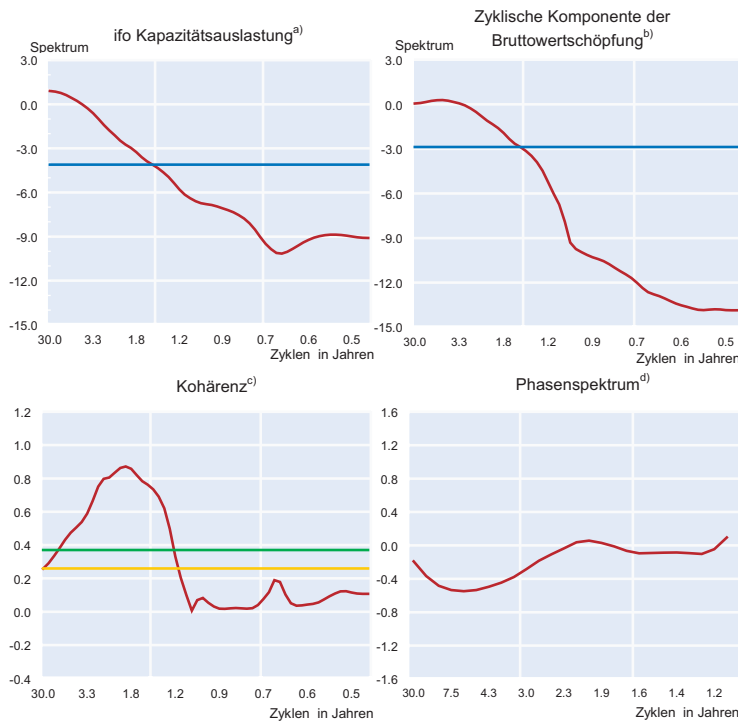 ifo Kapazitätsauslastung a)
Spektrum
3.0
0.0
-3.0
-6.0
-9.0
-12.0
-15.0
30.0 3.3 1.8 1.2 0.9 0.7 0.6 0.5
Zyklen in Jahren
Zyklische Komponente der
Bruttowertschöpfung b)
Spektrum
3.0
0.0
-3.0
-6.0
-9.0
-12.0
-15.0
30.0 3.3 1.8 1.2 0.9 0.7 0.6 0.5
Zyklen in Jahren
Kohärenz c)
1.2
1.0
0.8
0.6
0.4
0.2
0.0
-0.2
-0.4
30.0 3.3 1.8 1.2 0.9 0.7 0.6 0.5
Zyklen in Jahren
Phasenspektrum d)
1.6
1.2
0.8
0.4
0.0
-0.4
-0.8
-1.2
-1.6
30.0 7.5 4.3 3.0 2.3 1.9 1.6 1.4 1.2
Zyklen in Jahren